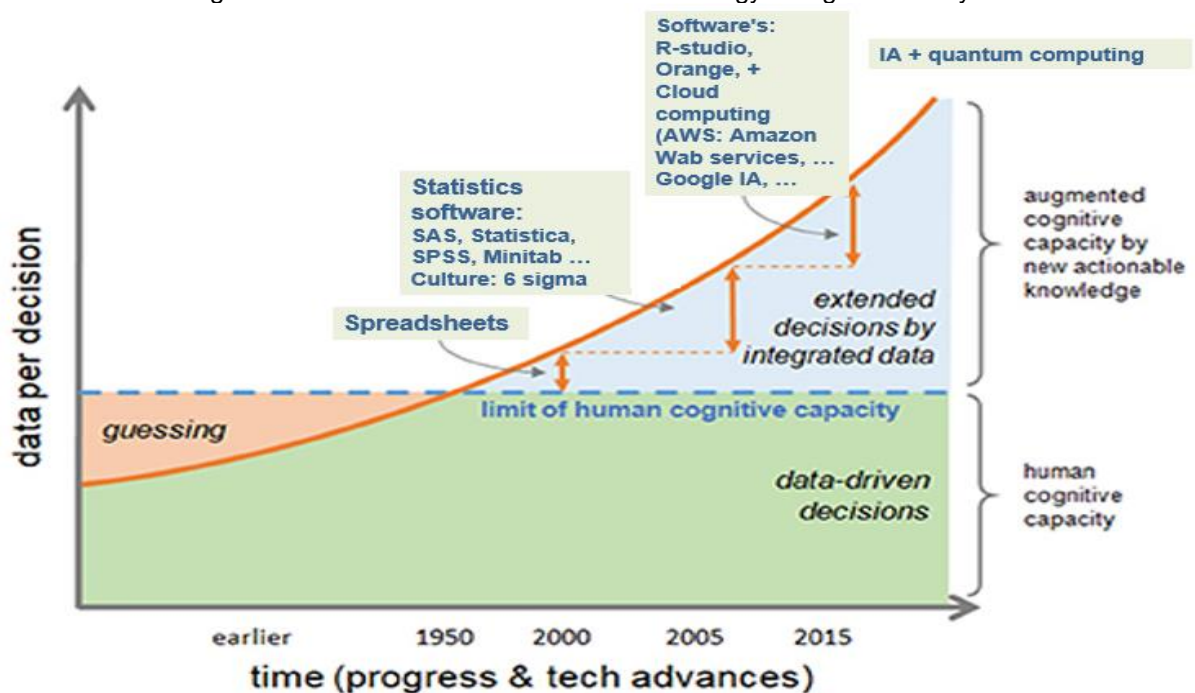 Software's:
R-studio,
Orange, +
Cloud
computing
(AWS: Amazon
Wab services, …
Google IA, …
IA + quantum computing
Statistics
software:
SAS, Statistica,
SPSS, Minitab …
Culture: 6 sigma
Spreadsheets
augmented
cognitive
capacity by
new actionable
knowledge
extended
decisions by
integrated data
limit of human cognitive capacity
guessing
data-driven
decisions
human
cognitive
capacity
data per decision
earlier 1950 2000 2005 2015
time (progress & tech advances)